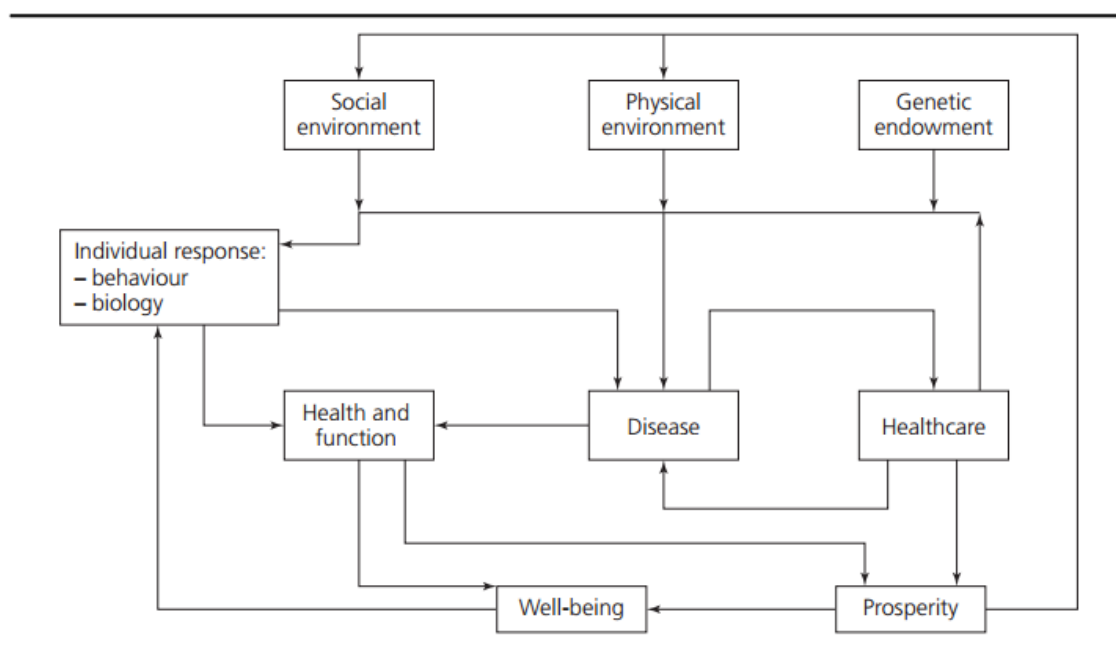 Social
environment
Physical
environment
Genetic
endowment
Individual response:
– behaviour
– biology
Health and
function
Disease
Healthcare
Well-being
Prosperity